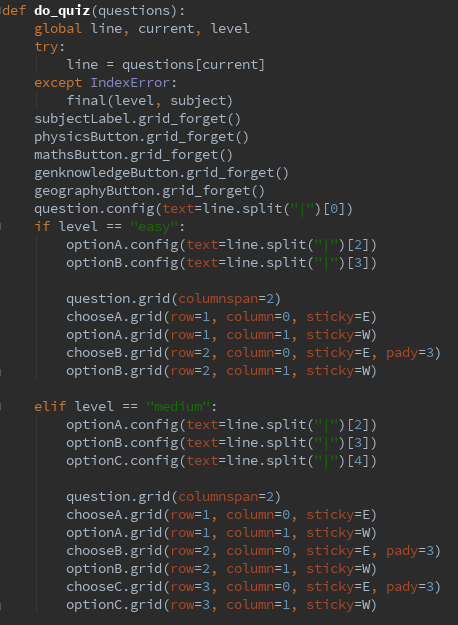 def do_quiz(questions):
    global line, current, level
    try:
        line = questions[current]
    except IndexError:
        final(level, subject)
    subjectLabel.grid_forget()
    physicsButton.grid_forget()
    mathsButton.grid_forget()
    genknowledgeButton.grid_forget()
    geographyButton.grid_forget()
    question.config(text=line.split("|")[0])
    if level == "easy":
        optionA.config(text=line.split("|")[2])
        optionB.config(text=line.split("|")[3])

        question.grid(columnspan=2)
        chooseA.grid(row=1, column=0, sticky=E)
        optionA.grid(row=1, column=1, sticky=W)
        chooseB.grid(row=2, column=0, sticky=E, pady=3)
        optionB.grid(row=2, column=1, sticky=W)

    elif level == "medium":
        optionA.config(text=line.split("|")[2])
        optionB.config(text=line.split("|")[3])
        optionC.config(text=line.split("|")[4])

        question.grid(columnspan=2)
        chooseA.grid(row=1, column=0, sticky=E)
        optionA.grid(row=1, column=1, sticky=W)
        chooseB.grid(row=2, column=0, sticky=E, pady=3)
        optionB.grid(row=2, column=1, sticky=W)
        chooseC.grid(row=3, column=0, sticky=E, pady=3)
        optionC.grid(row=3, column=1, sticky=W)